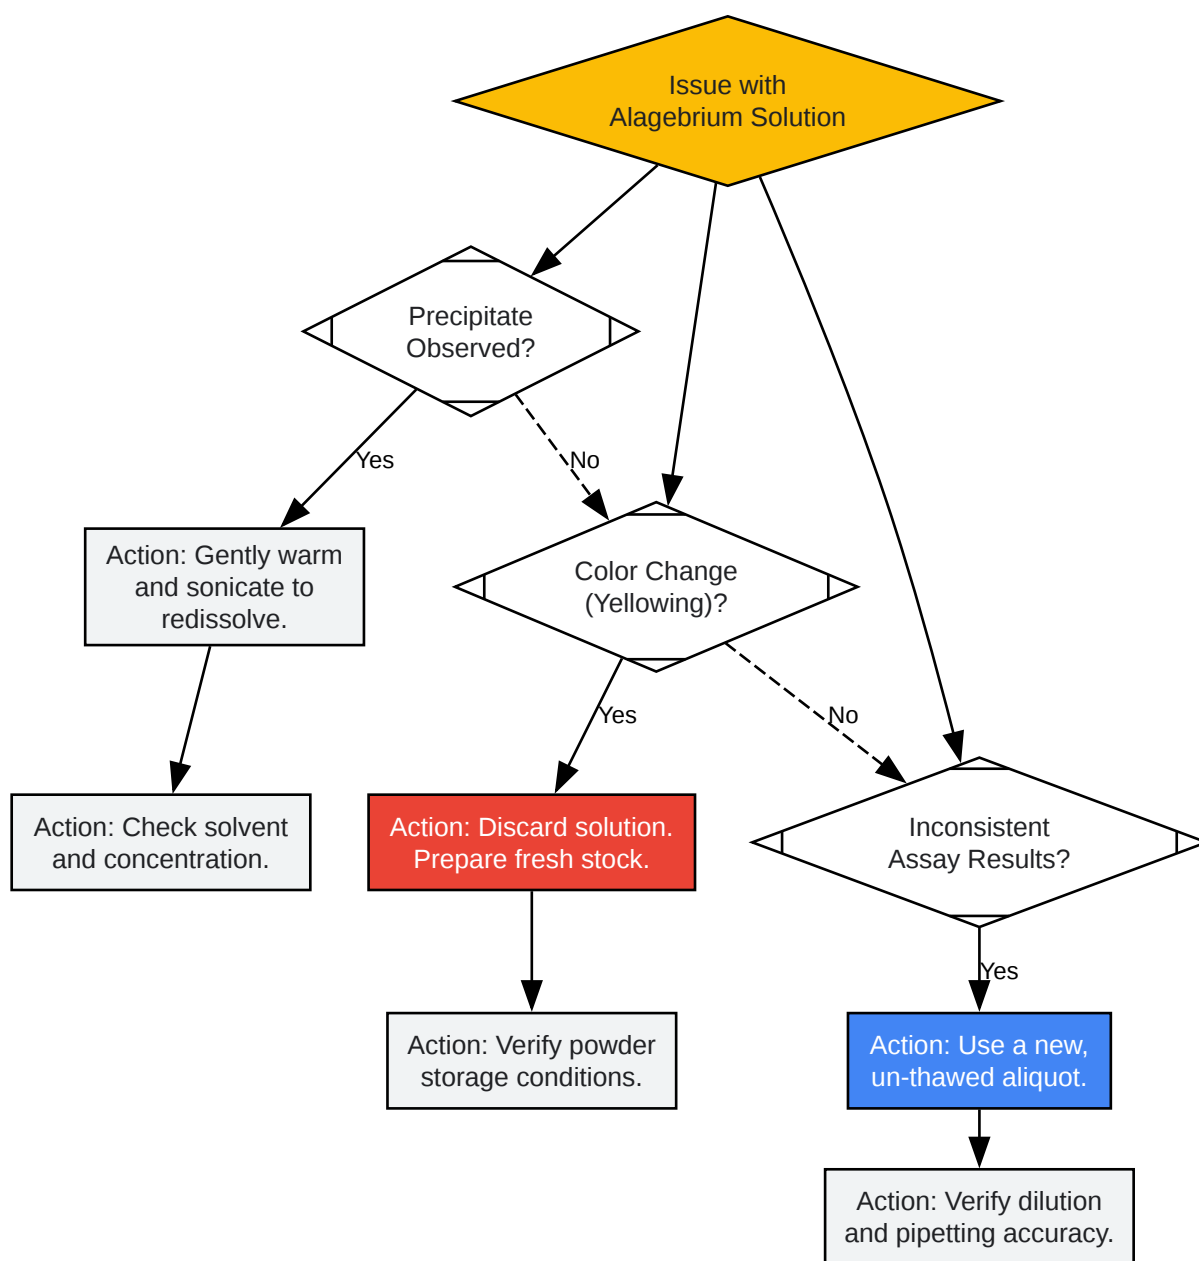 Issue with
Alagebrium Solution
Precipitate
Observed?
Yes
No
Action: Gently warm
and sonicate to
redissolve.
Color Change
(Yellowing)?
Yes
No
Action: Check solvent
and concentration.
Action: Discard solution.
Prepare fresh stock.
Inconsistent
Assay Results?
Yes
Action: Verify powder
storage conditions.
Action: Use a new,
un-thawed aliquot.
Action: Verify dilution
and pipetting accuracy.